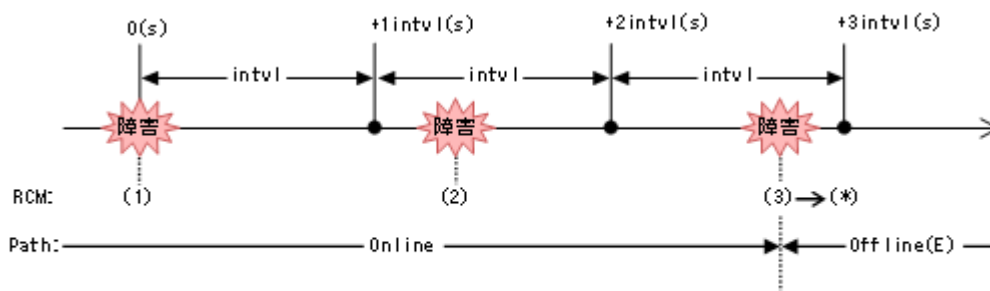 0(s) +1intvl(s) +2intvl(s) +3intvl(s)
intvl intvl intvl
障害 障害 障害
RCM: (1) (2) (3) (*)
Path: Online Offline(E)